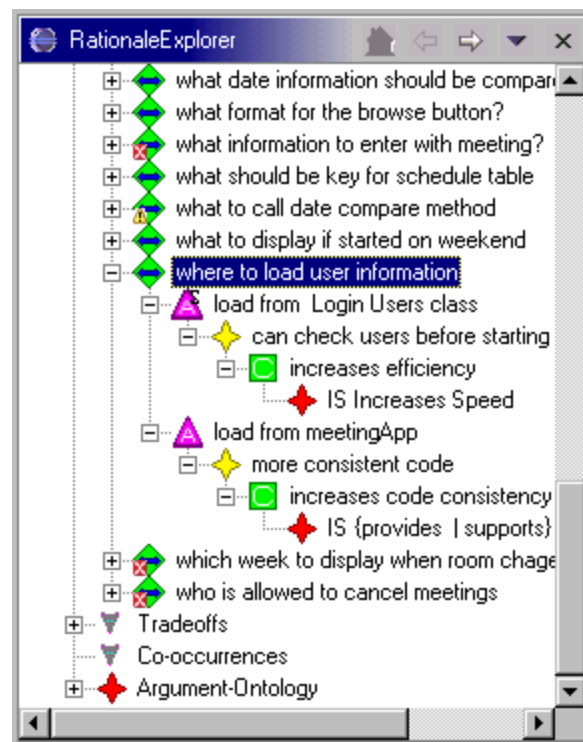 RationaleExplorer
what date information should be compar
what format for the browse button?
what information to enter with meeting?
what should be key for schedule table
what to call date compare method
what to display if started on weekend
where to load user information
load from Login Users class
can check users before starting
increases efficiency
IS Increases Speed
load from meetingApp
more consistent code
increases code consistency
IS {provides | supports}
which week to display when room chage
who is allowed to cancel meetings
Tradeoffs
Co-occurrences
Argument-Ontology